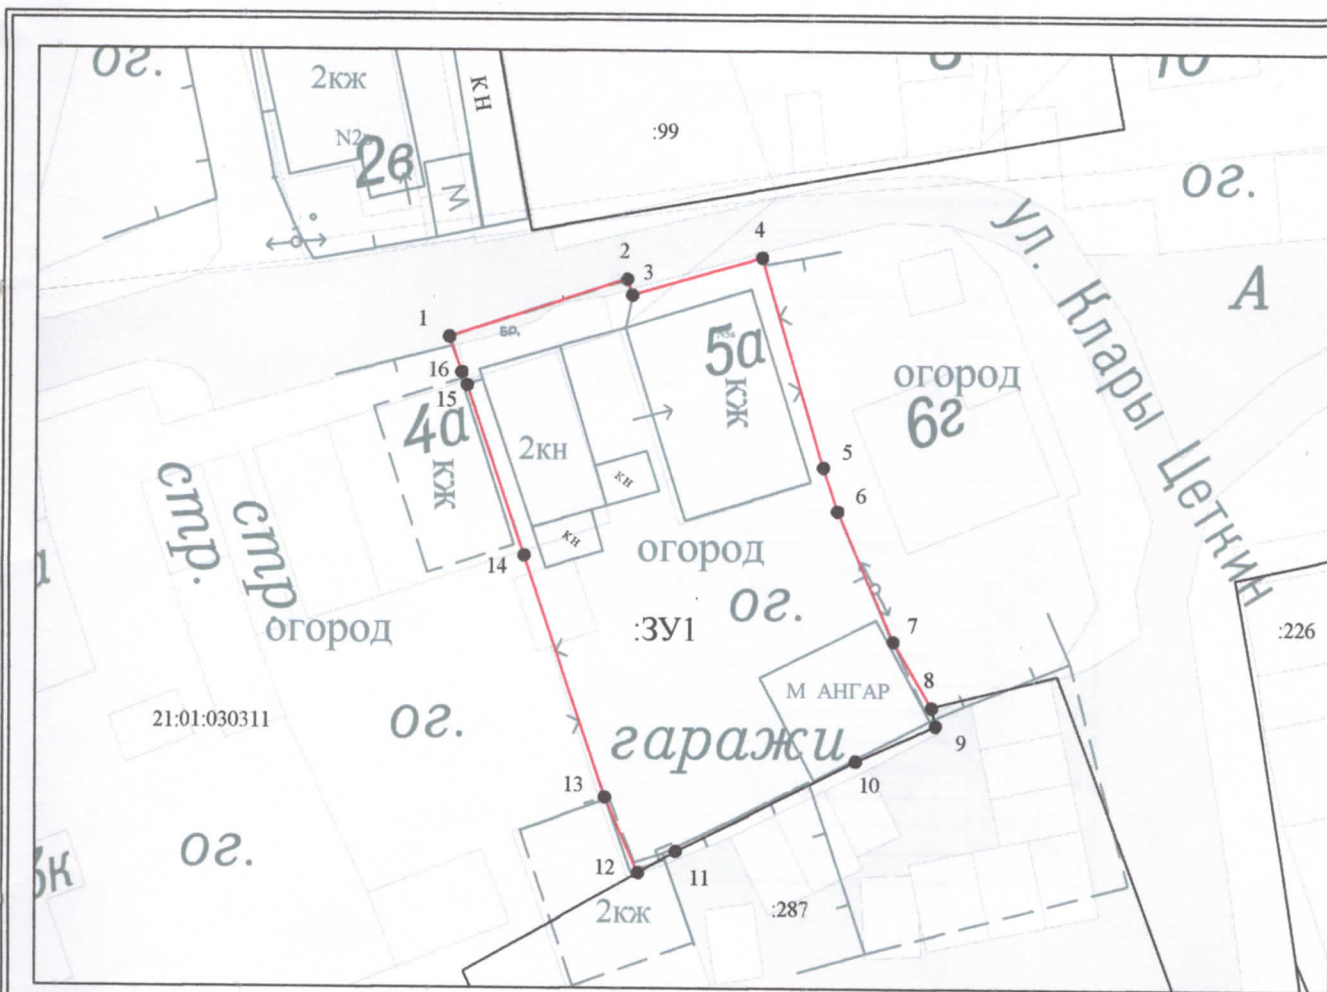 ог.
2кж
2в
КН
М
:99
ог.
А
ул. Клары Цеткин
1
2
3
4
БР.
16
15
4а
КЖ
2кн
кн
кн
5а
КЖ
огород
6г
5
6
14
огород
ог.
:ЗУ1
стр.
стр.
огород
7
8
9
М АНГАР
:226
21:01:030311
ог.
гаражи
10
13
11
12
ог.
2кж
:287